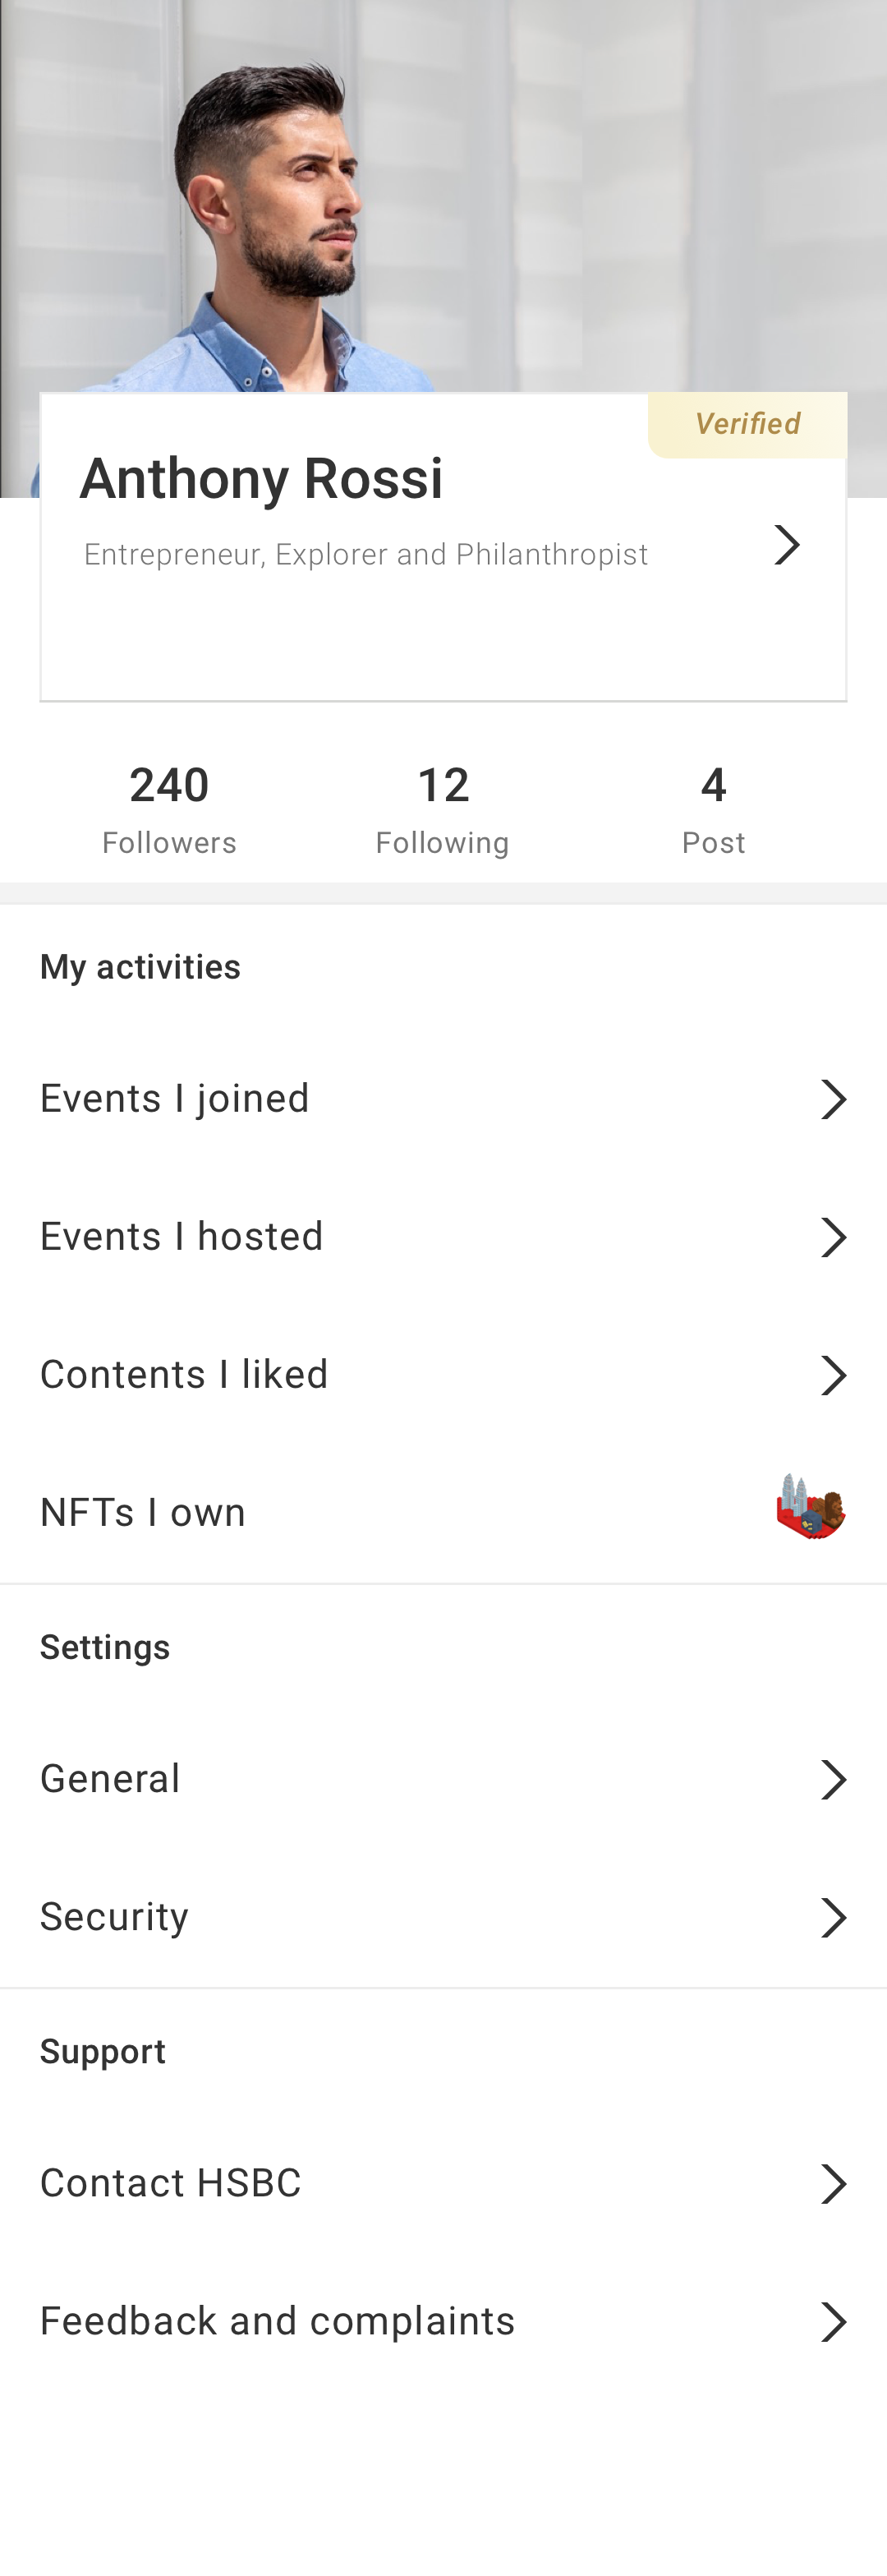 Verified
Anthony Rossi
Entrepreneur, Explorer and Philanthropist
240
12
4
Followers
Following
Post
My activities
Events I joined
Events I hosted
Contents I liked
NFTs I own
Settings
General
Security
Support
Contact HSBC
Feedback and complaints